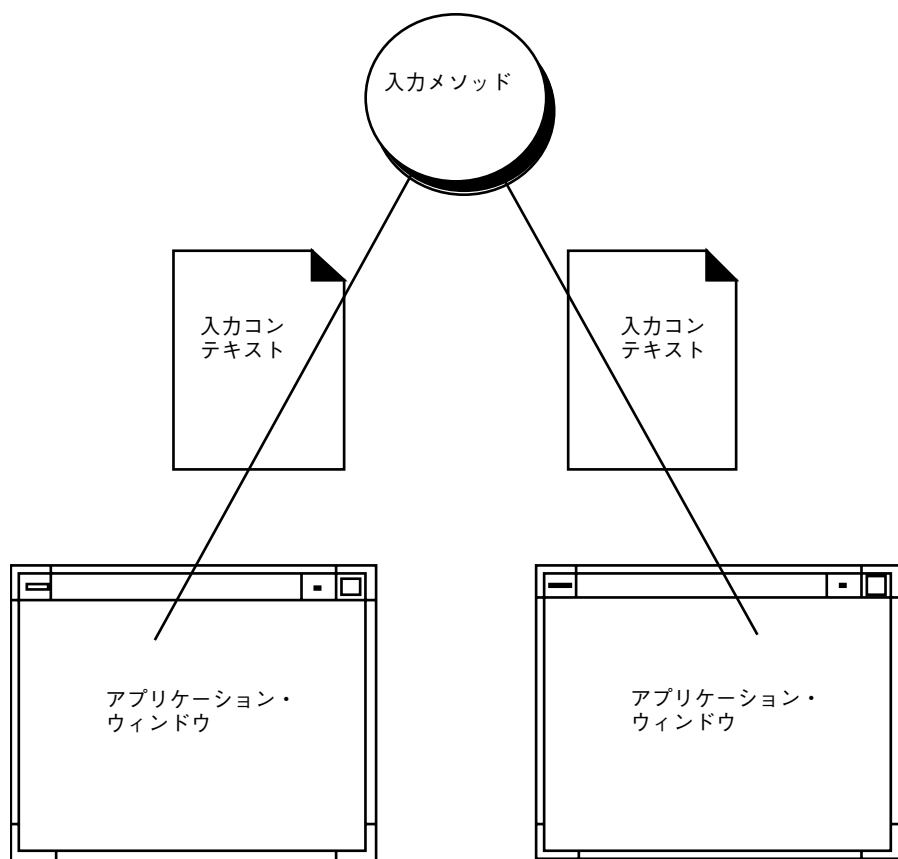 入力メソッド
入力コン
テキスト
入力コン
テキスト
アプリケーション・
ウィンドウ
アプリケーション・
ウィンドウ